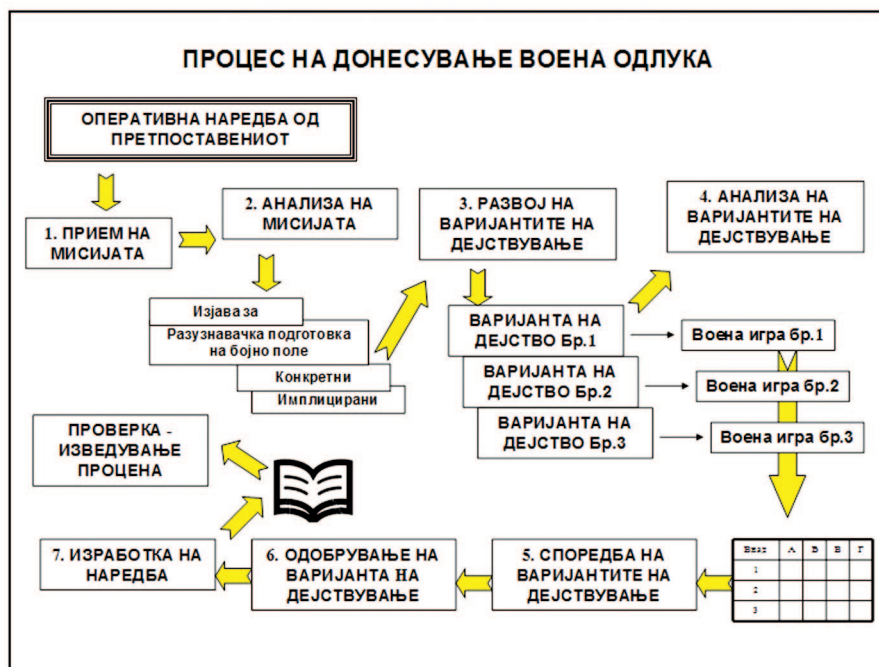 ПРОЦЕС НА ДОНЕСУВАЊЕ ВОЕНА ОДЛУКА
ОПЕРАТИВНА НАРЕДБА ОД
ПРЕТПОСТАВЕНИОТ
1. ПРИЕМ НА
МИСИЈАТА
2. АНАЛИЗА НА
МИСИЈАТА
3. РАЗВОЈ НА
ВАРИЈАНТИТЕ НА
ДЕЈСТВУВАЊЕ
4. АНАЛИЗА НА
ВАРИЈАНТИТЕ НА
ДЕЈСТВУВАЊЕ
Изјава за
Разузнавачка подготовка
на бојно поле
Конкретни
Имплицирани
ВАРИЈАНТА НА
ДЕЈСТВО Бр.1
ВАРИЈАНТА НА
ДЕЈСТВО Бр.2
ВАРИЈАНТА НА
ДЕЈСТВО Бр.3
Воена игра бр.1
Воена игра бр.2
Воена игра бр.3
ПРОВЕРКА -
ИЗВЕДУВАЊЕ
ПРОЦЕНА
7. ИЗРАБОТКА НА
НАРЕДБА
6. ОДОБРУВАЊЕ НА
ВАРИЈАНТА НА
ДЕЈСТВУВАЊЕ
5. СПОРЕДБА НА
ВАРИЈАНТИТЕ НА
ДЕЈСТВУВАЊЕ
А В Г
1
2
3